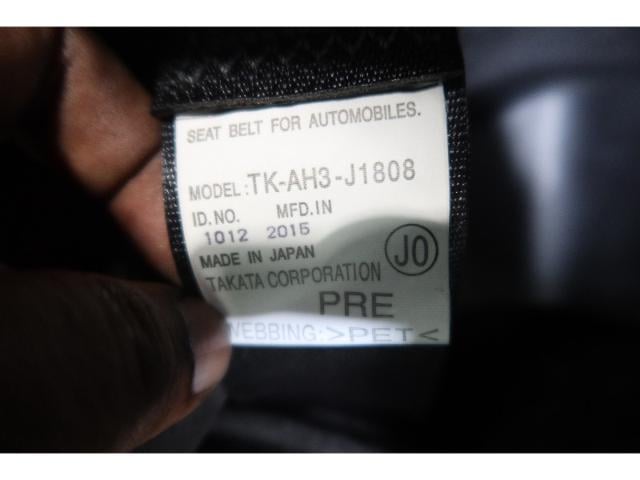 SEAT BELT FOR AUTOMOBILES.
MODEL:TK-AH3-J1808
ID.NO. MFD.IN
1012 2015
MADE IN JAPAN
JO
TAKATA CORPORATION
PRE
WEBBING:>PET<